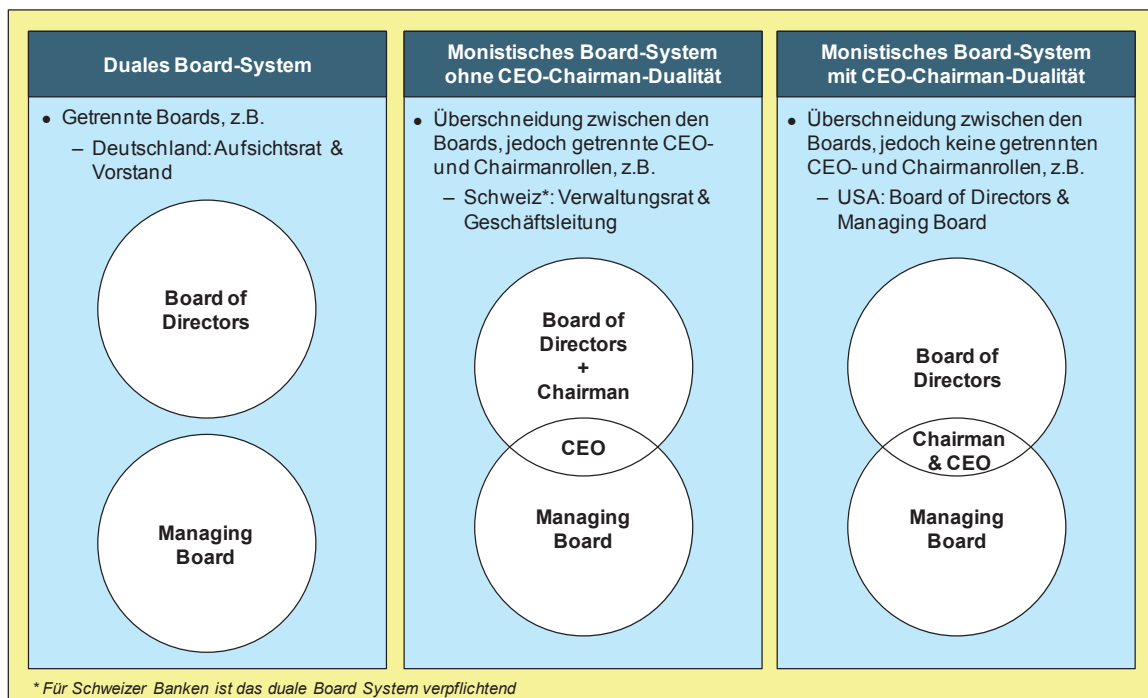 Duales Board-System
• Getrennte Boards, z.B.
– Deutschland: Aufsichtsrat &
Vorstand
Board of
Directors
Managing
Board
Monistisches Board-System
ohne CEO-Chairman-Dualität
• Überschneidung zwischen den
Boards, jedoch getrennte CEO-
und Chairmanrollen, z.B.
– Schweiz*: Verwaltungsrat &
Geschäftsleitung
Board of
Directors
+
Chairman
CEO
Managing
Board
Monistisches Board-System
mit CEO-Chairman-Dualität
• Überschneidung zwischen den
Boards, jedoch keine getrennten
CEO- und Chairmanrollen, z.B.
– USA: Board of Directors &
Managing Board
Board of
Directors
Chairman
& CEO
Managing
Board
* Für Schweizer Banken ist das duale Board System verpflichtend